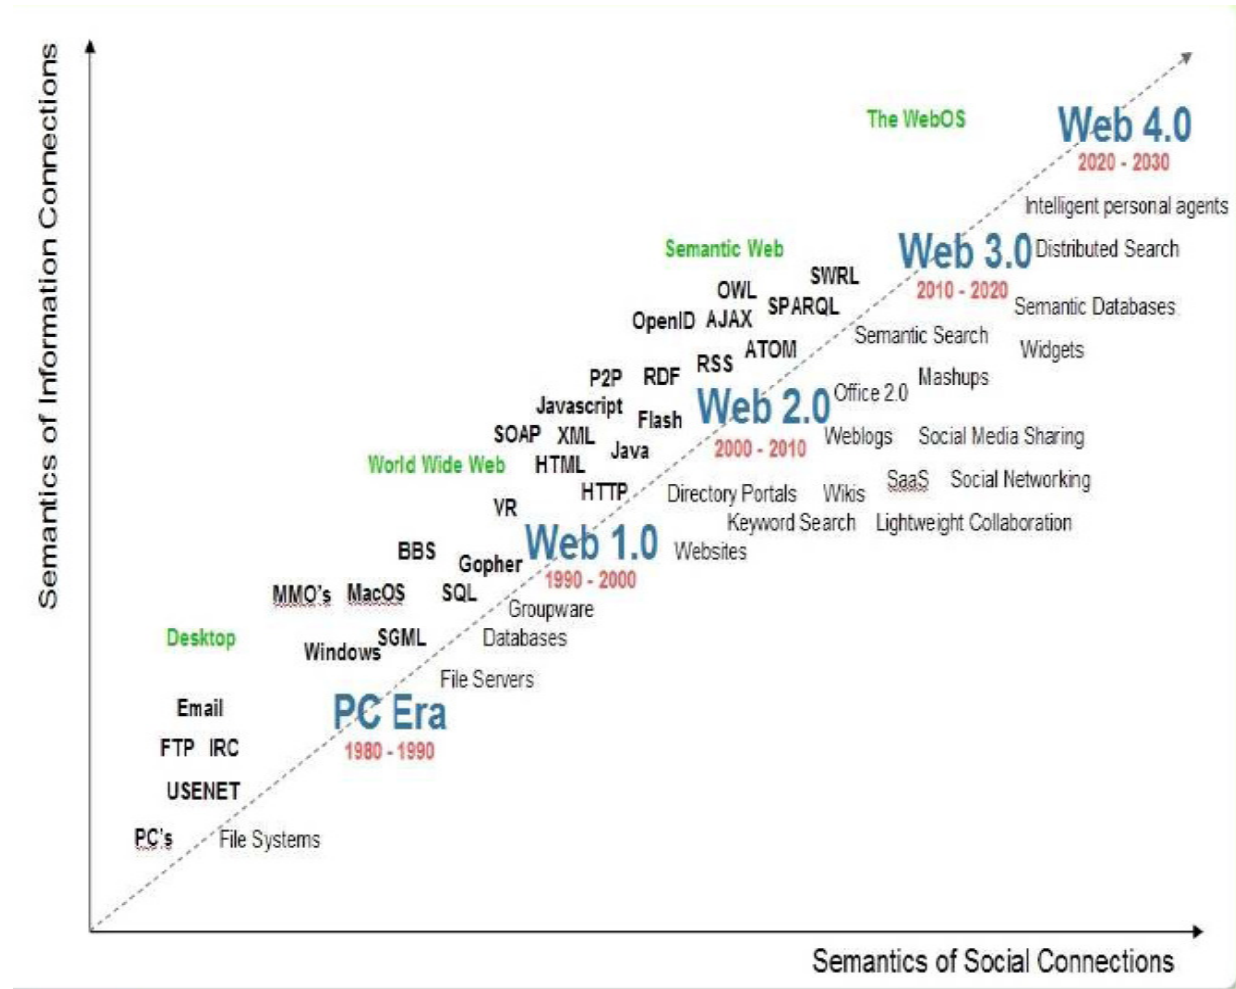 Semantics of Information Connections
The WebOS
Web 4.0
2020 - 2030
Intelligent personal agents
Semantic Web
Web 3.0
Distributed Search
SWRL
OWL
2010 - 2020
SPARQL
Semantic Databases
OpenID
AJAX
Semantic Search
ATOM
Widgets
RSS
P2P
RDF
Mashups
Office 2.0
Javascript
Web 2.0
Flash
SOAP
XML
Weblogs
Social Media Sharing
Java
2000 - 2010
World Wide Web
HTML
SaaS
Social Networking
HTTP
Directory Portals
Wikis
VR
Keyword Search
Lightweight Collaboration
Web 1.0
BBS
Websites
Gopher
1990 - 2000
MMO's
MacOS
SQL
Groupware
Desktop
SGML
Databases
Windows
File Servers
Email
PC Era
FTP
IRC
1980 - 1990
USENET
PC's
File Systems
Semantics of Social Connections